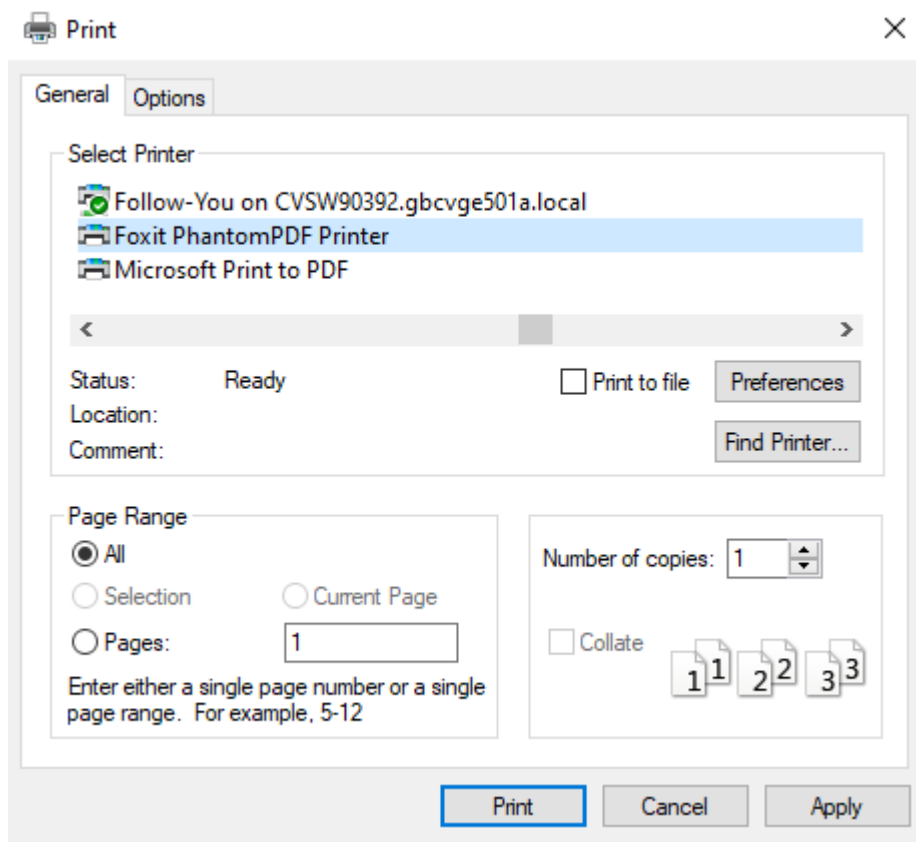 Print
General Options
Select Printer
Follow-You on CVSW90392.gbcvge501a.local
Foxit PhantomPDF Printer
Microsoft Print to PDF
Status: Ready Print to file Preferences
Location:
Comment: Find Printer...
Page Range
All
Number of copies: 1
Selection Current Page
Pages: 1
Collate 1 1 2 2 3 3
Enter either a single page number or a single
page range. For example, 5-12
Print Cancel Apply